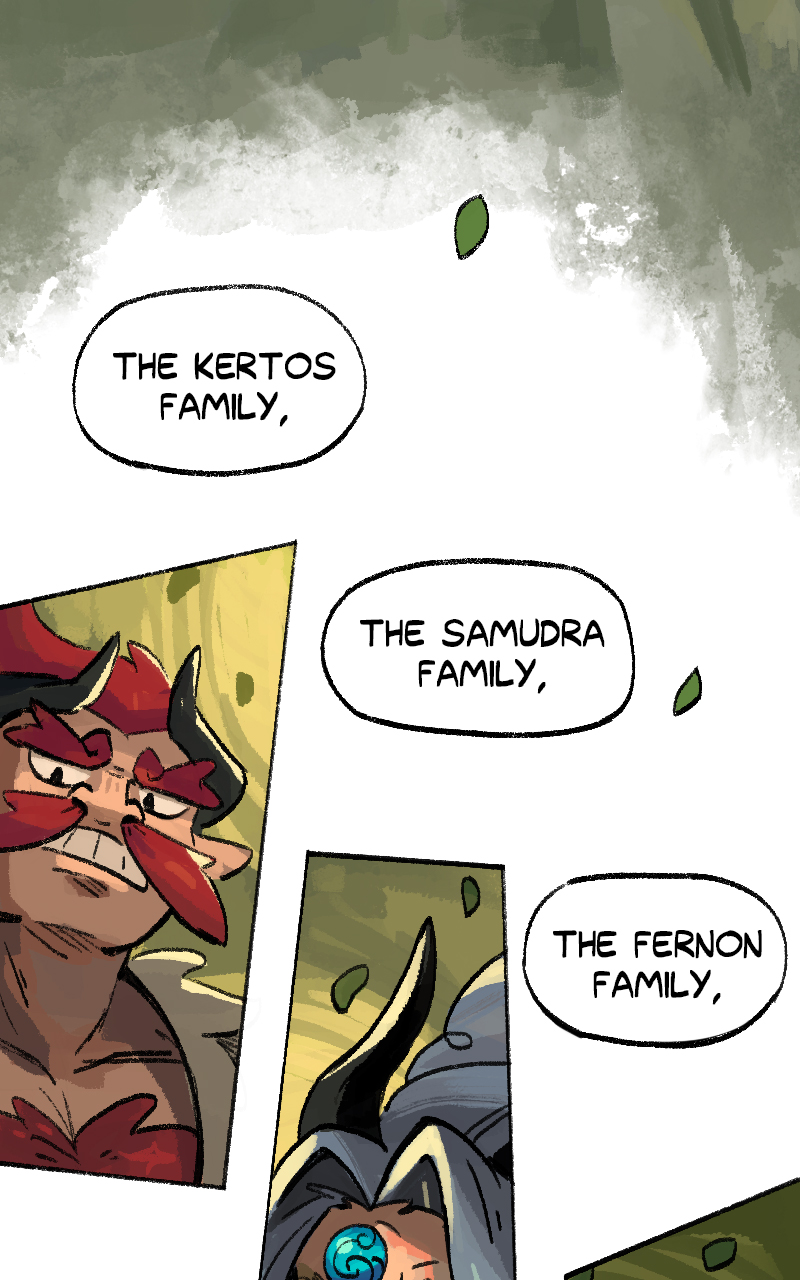 THE KERTOS
FAMILY,
THE SAMUDRA
FAMILY,
THE FERNON
FAMILY,